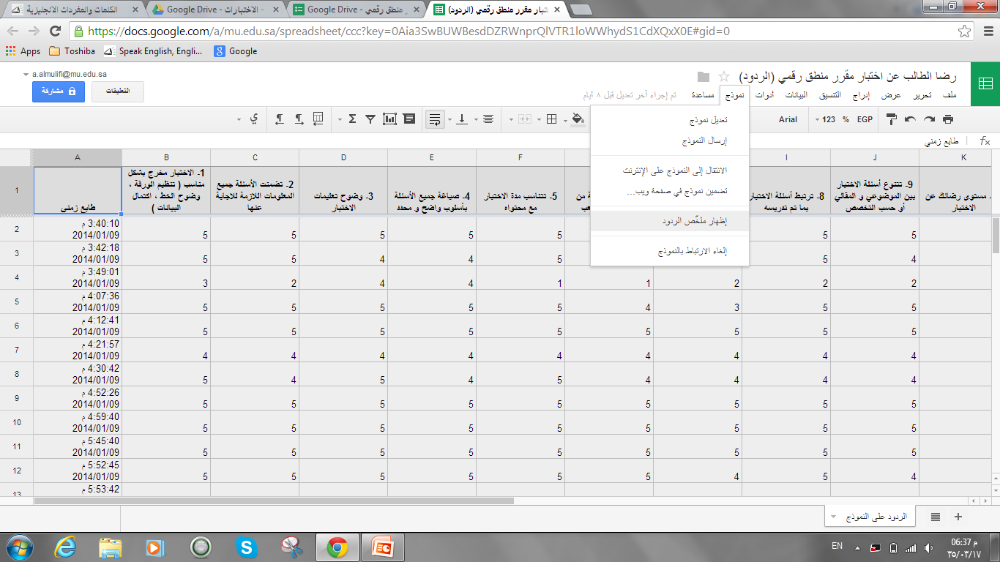 الكلمات والمفردات الانجليزية
Google Drive - الاختبارات
Google Drive - ر منطق رقمي
تبار مقرر منطق رقمي (الردود)
https://docs.google.com/a/mu.edu.sa/spreadsheet/ccc?key=0Aia3SwBUWBesdDZRWnprQlVTR1loWWhydS1CdXQxX0E#gid=0
Apps Toshiba Speak English, Engli... Google
a.almulifi@mu.edu.sa
رضا الطالب عن اختبار مقرر منطق رقمي (الردود)
مشاركة
التعليقات
ملف تحرير عرض إدراج التنسيق البيانات أدوات نموذج مساعدة تم إجراء آخر تعديل قبل ٨ أيام
EGP % 123 Arial
تعديل نموذج
إرسال النموذج
الانتقال إلى النموذج على الإنترنت
تضمين نموذج في صفحة ويب...
إظهار ملخّص الردود
إلغاء الارتباط بالنموذج
fx طابع زمني
A B C D E F I J K
1
طابع زمني
1- الاختبار مخرج بشكل
مناسب ( تنظيم الورقة ،
وضوح الخط ، اكتمال
البيانات )
2- تضمنت الأسئلة جميع
المعلومات اللازمة للاجابة
عنها
3- وضوح تعليمات
الاختبار
4- صياغة جميع الأسئلة
بأسلوب واضح و محدد
5- تتناسب مدة الاختبار
مع محتواه
ة من
عب
8- ترتبط أسئلة الاختبار
بما تم تدريسه
9- تتنوع أسئلة الاختبار
بين الموضوعي و المقالي
أو حسب التخصص
مستوى رضائك عن
الاختبار
2 3:40:10 م
2014/01/09 5 5 5 5 5 5 5
3 3:42:18 م
2014/01/09 5 5 4 4 5 5 4
4 3:49:01 م
2014/01/09 3 2 4 4 1 1 2 2 2
5 4:07:36 م
2014/01/09 5 5 5 5 5 4 3 5 5
6 4:12:41 م
2014/01/09 5 5 5 5 5 5 5 5 5
7 4:21:57 م
2014/01/09 4 4 4 4 4 4 4 4 4
8 4:30:42 م
2014/01/09 5 4 5 4 5 4 4 4 4
9 4:52:26 م
2014/01/09 5 5 5 5 5 5 5 5 5
10 4:59:40 م
2014/01/09 5 5 5 5 5 5 5 5 5
11 5:45:40 م
2014/01/09 5 5 5 5 5 5 5 5 5
12 5:52:45 م
2014/01/09 5 5 5 5 5 5 4 5 4
13 5:53:42 م
الردود على النموذج
EN
06:37 م
٣٥/٠٣/١٧